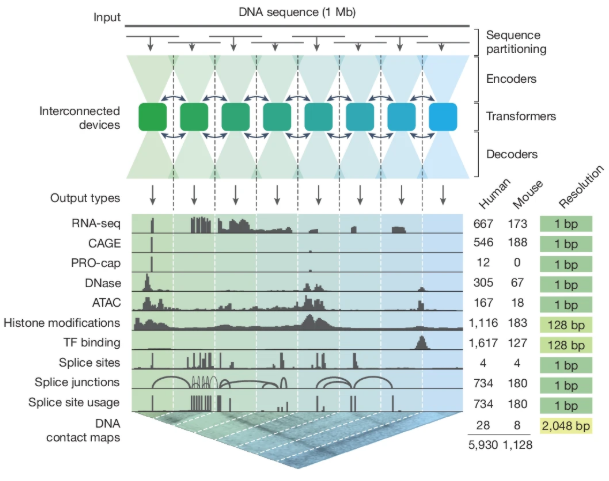 Input
DNA sequence (1 Mb)
Sequence
partitioning
Encoders
Interconnected
devices
Transformers
Decoders
Output types
Human
Mouse
Resolution
RNA-seq 667 173 1 bp
CAGE 546 188 1 bp
PRO-cap 12 0 1 bp
DNase 305 67 1 bp
ATAC 167 18 1 bp
Histone modifications 1,116 183 128 bp
TF binding 1,617 127 128 bp
Splice sites 4 4 1 bp
Splice junctions 734 180 1 bp
Splice site usage 734 180 1 bp
DNA
contact maps 28 8 2,048 bp
5,930 1,128